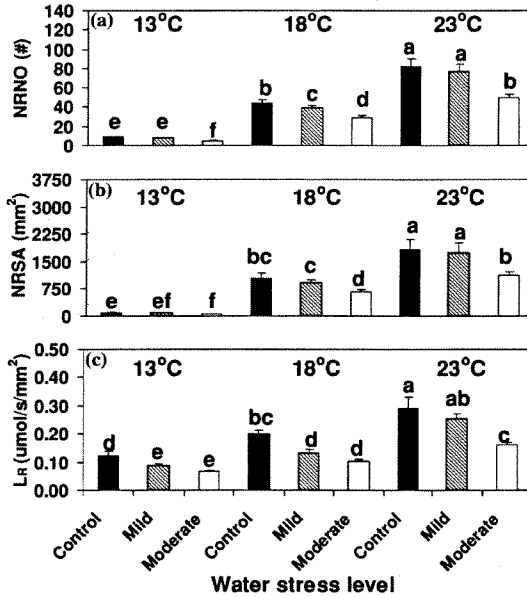 (a) 13°C 18°C 23°C
NRNO (#)
140
120
100
80
60
40
20
0
e e f b c d a a b
(b) 13°C 18°C 23°C
NRSA (mm²)
3750
3000
2250
1500
750
0
e ef f bc c d a a b
(c) 13°C 18°C 23°C
LR (umol/s/mm²)
0.50
0.40
0.30
0.20
0.10
0.00
d e e bc d d a ab c
Control Mild Moderate Control Mild Moderate Control Mild Moderate
Water stress level